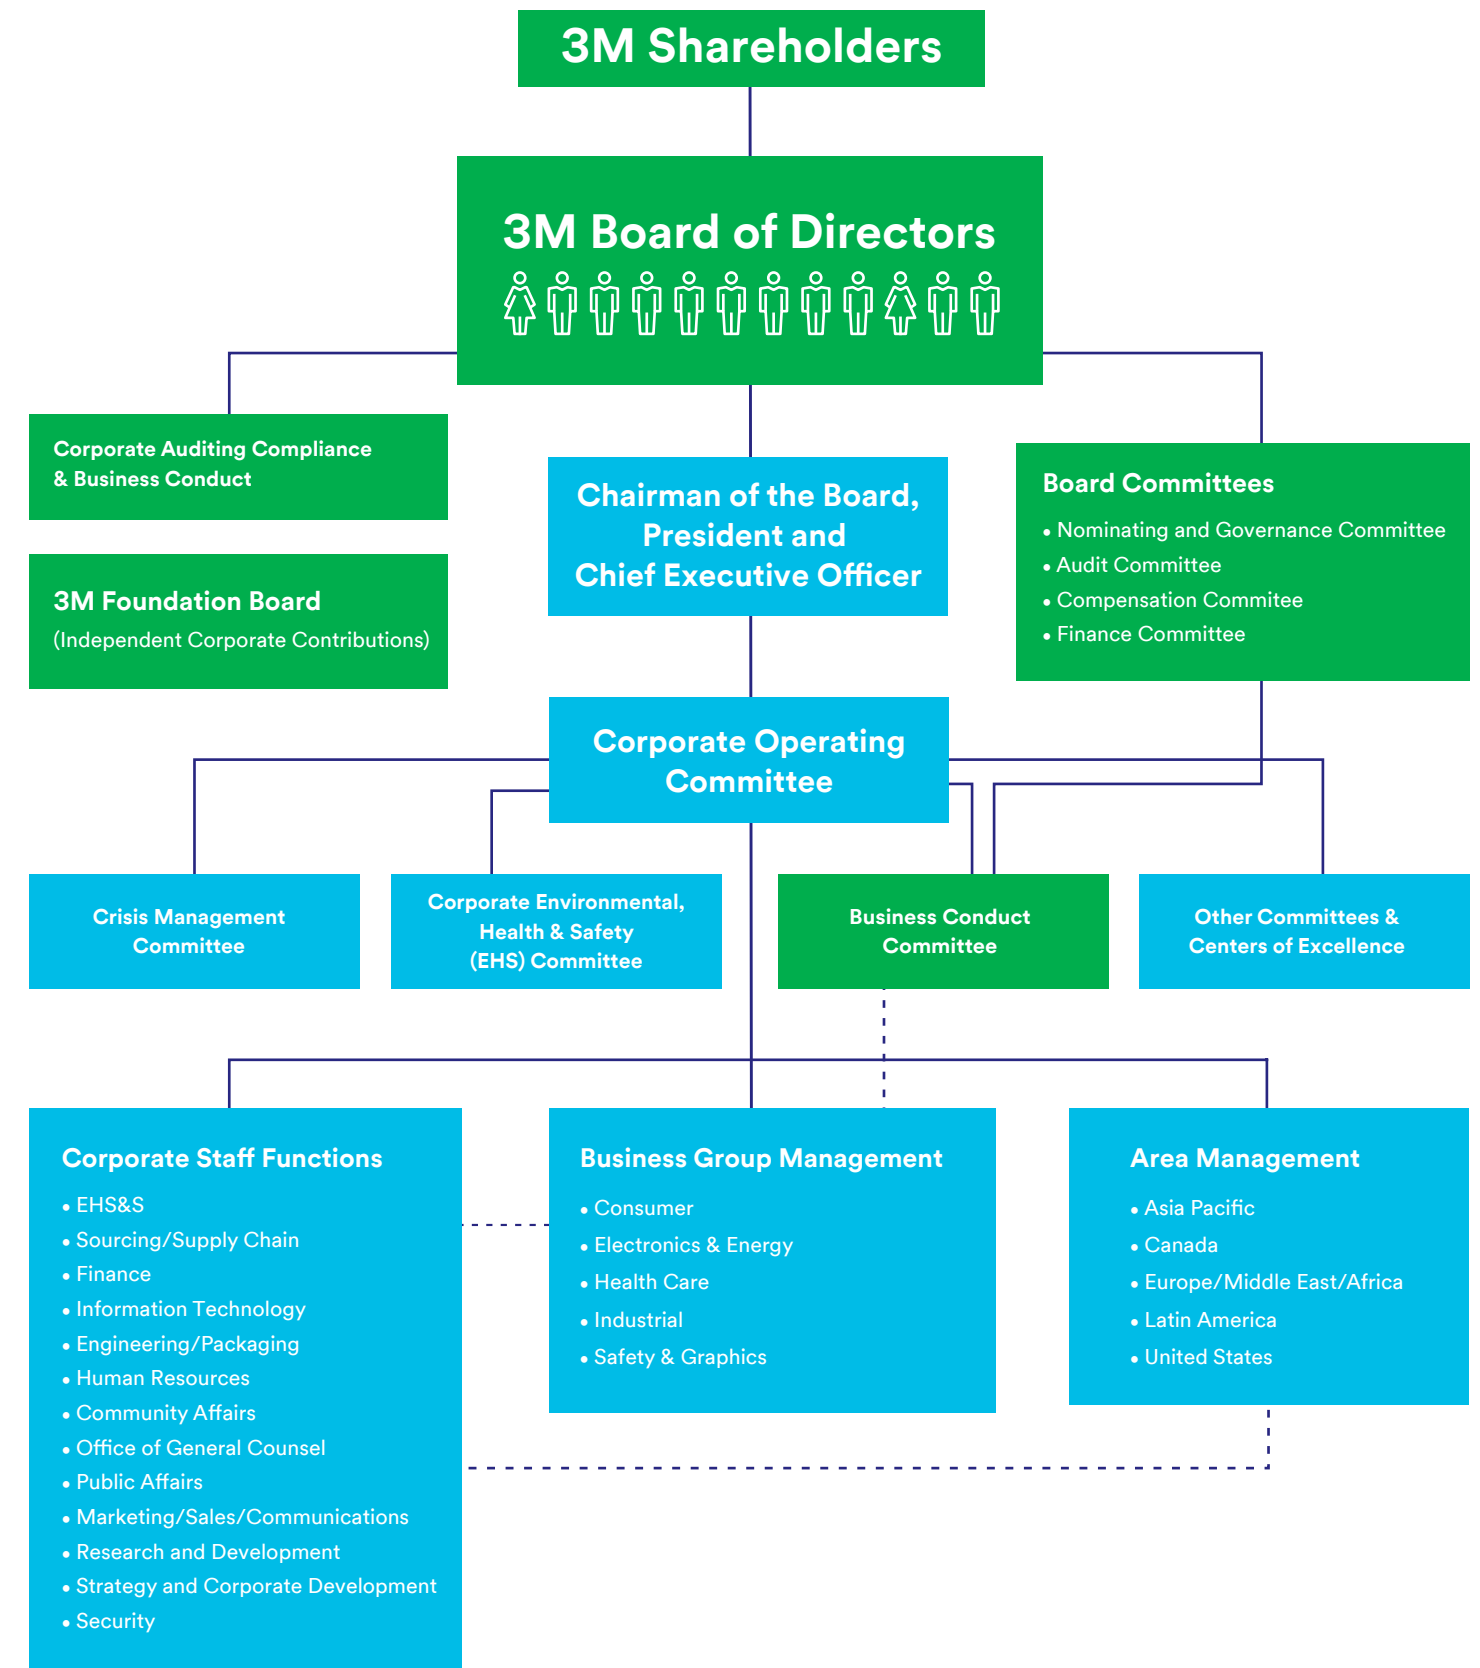 3M Shareholders
3M Board of Directors
Corporate Auditing Compliance
& Business Conduct
3M Foundation Board
(Independent Corporate Contributions)
Chairman of the Board,
President and
Chief Executive Officer
Board Committees
• Nominating and Governance Committee
• Audit Committee
• Compensation Commitee
• Finance Committee
Corporate Operating
Committee
Crisis Management
Committee
Corporate Environmental,
Health & Safety
(EHS) Committee
Business Conduct
Committee
Other Committees &
Centers of Excellence
Corporate Staff Functions
• EHS&S
• Sourcing/Supply Chain
• Finance
• Information Technology
• Engineering/Packaging
• Human Resources
• Community Affairs
• Office of General Counsel
• Public Affairs
• Marketing/Sales/Communications
• Research and Development
• Strategy and Corporate Development
• Security
Business Group Management
• Consumer
• Electronics & Energy
• Health Care
• Industrial
• Safety & Graphics
Area Management
• Asia Pacific
• Canada
• Europe/Middle East/Africa
• Latin America
• United States